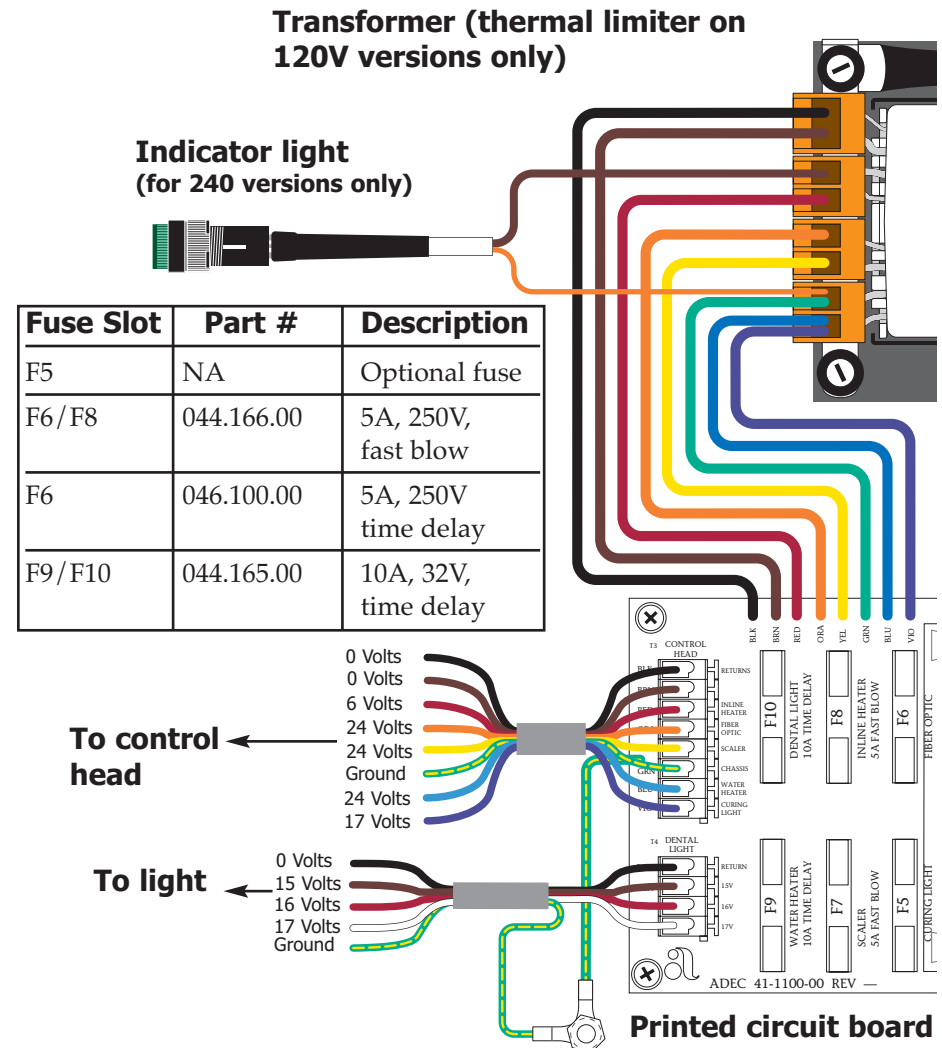 Transformer (thermal limiter on
120V versions only)
Indicator light
(for 240 versions only)
Fuse Slot Part # Description
F5 NA Optional fuse
F6/F8 044.166.00 5A, 250V,
fast blow
F6 046.100.00 5A, 250V
time delay
F9/F10 044.165.00 10A, 32V,
time delay
BLK BRN RED ORA YEL GRN BLU VIO
T3 CONTROL
HEAD
RETURNS
INLINE
HEATER
FIBER
OPTIC
SCALER
GRN CHASSIS
WATER
HEATER
CURING
LIGHT
F10
DENTAL LIGHT
10A TIME DELAY
F8
INLINE HEATER
5A FAST BLOW
F6
FIBER OPTIC
0 Volts
0 Volts
6 Volts
24 Volts
24 Volts
Ground
24 Volts
17 Volts
To control
head
T4 DENTAL
LIGHT
RETURN
15V
16V
17V
F9
WATER HEATER
10A TIME DELAY
F7
SCALER
5A FAST BLOW
F5
CURING LIGHT
0 Volts
15 Volts
16 Volts
17 Volts
Ground
To light
ADEC 41-1100-00 REV —
Printed circuit board